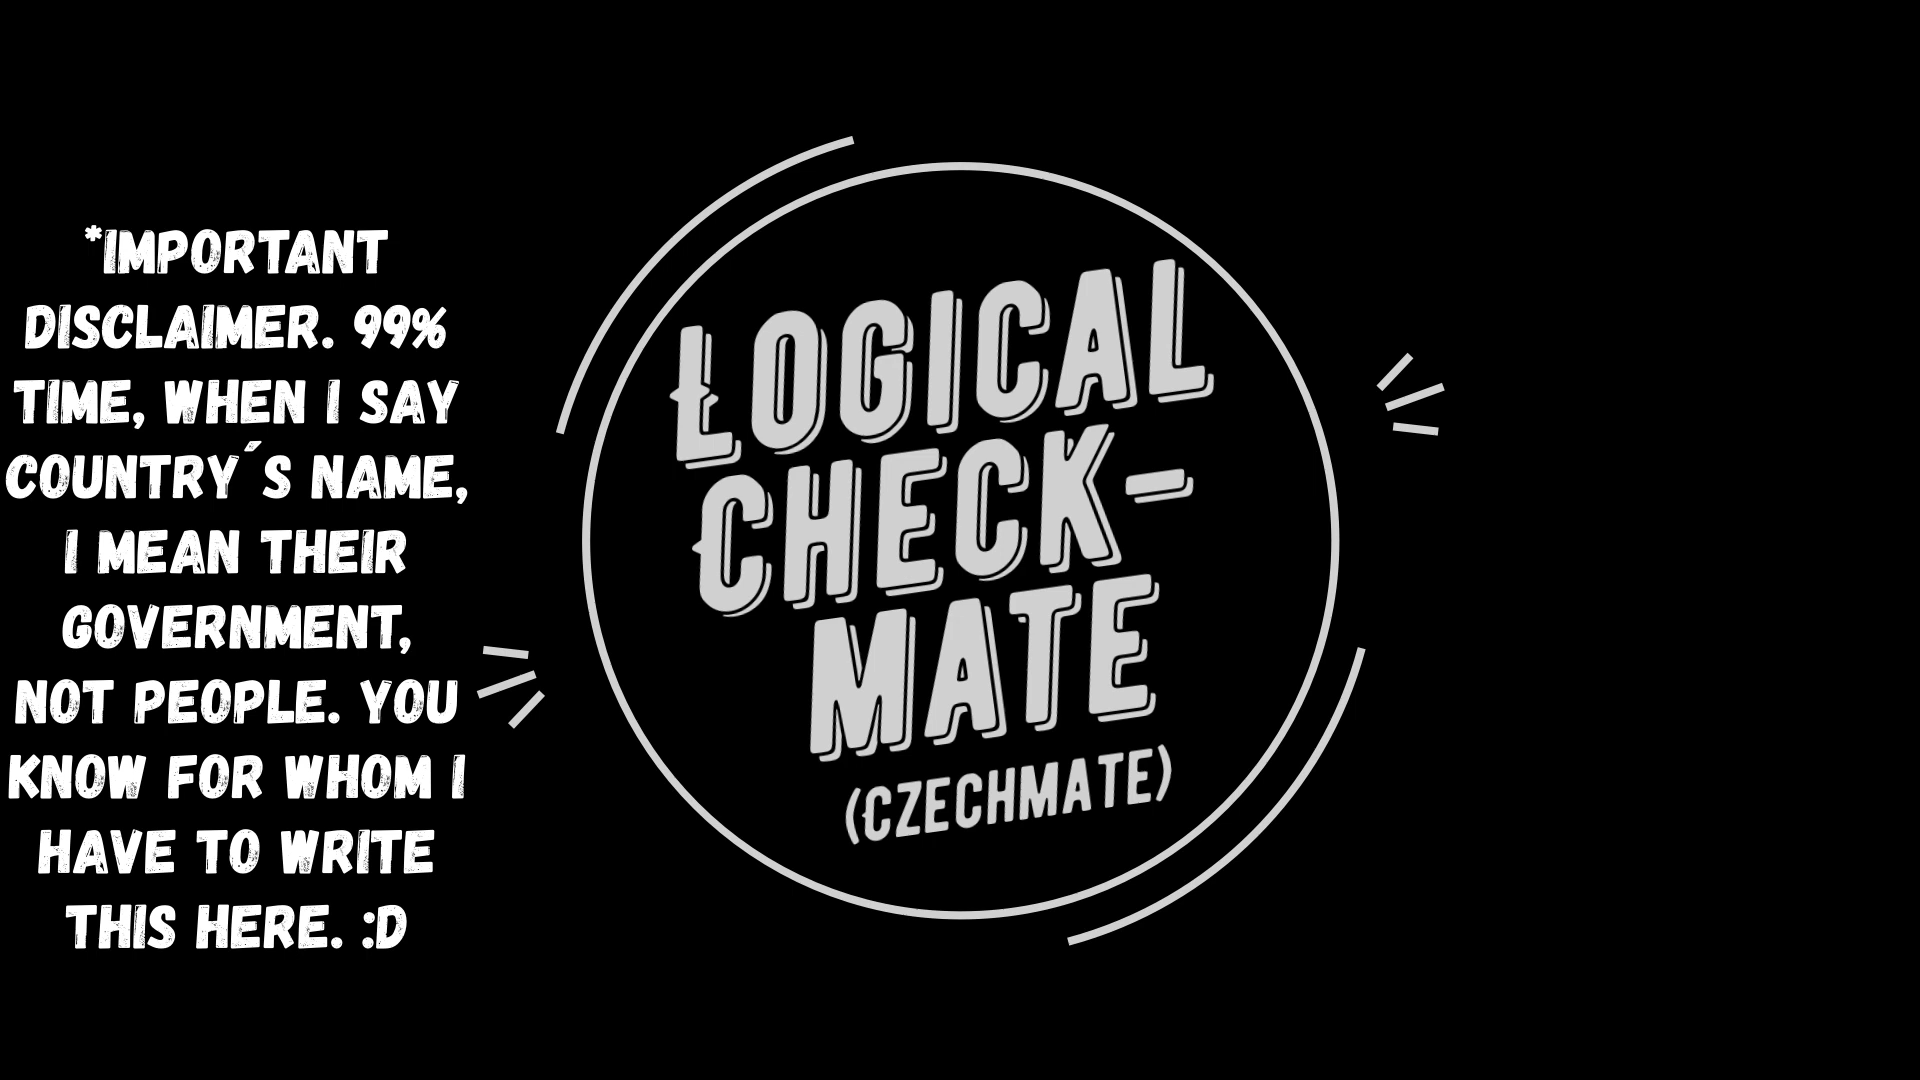 *IMPORTANT
DISCLAIMER. 99%
TIME, WHEN I SAY
COUNTRY´S NAME,
I MEAN THEIR
GOVERNMENT,
NOT PEOPLE. YOU
KNOW FOR WHOM I
HAVE TO WRITE
THIS HERE. :D
LOGICAL
CHECK-
MATE
(CZECHMATE)